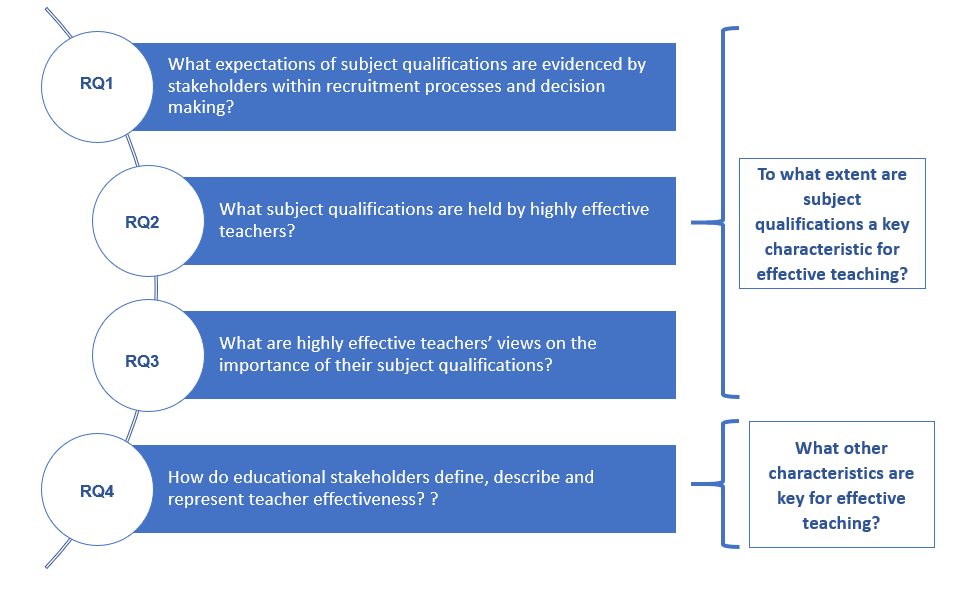 RQ1
What expectations of subject qualifications are evidenced by
stakeholders within recruitment processes and decision
making?
RQ2
What subject qualifications are held by highly effective
teachers?
RQ3
What are highly effective teachers’ views on the
importance of their subject qualifications?
RQ4
How do educational stakeholders define, describe and
represent teacher effectiveness? ?
To what extent are
subject
qualifications a key
characteristic for
effective teaching?
What other
characteristics are
key for effective
teaching?